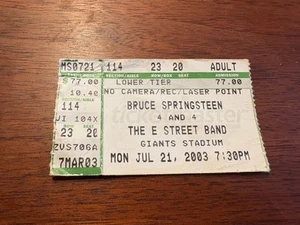 MS0721 114 23 20 ADULT
77.00 LOWER TIER 77.00
NO CAMERA/REC/LASER POINT
10.40
114 BRUCE SPRINGSTEEN
UI 104X 4 AND 4
23 20 THE E STREET BAND
ZVS706A GIANTS STADIUM
7MAR03 MON JUL 21, 2003 7:30PM